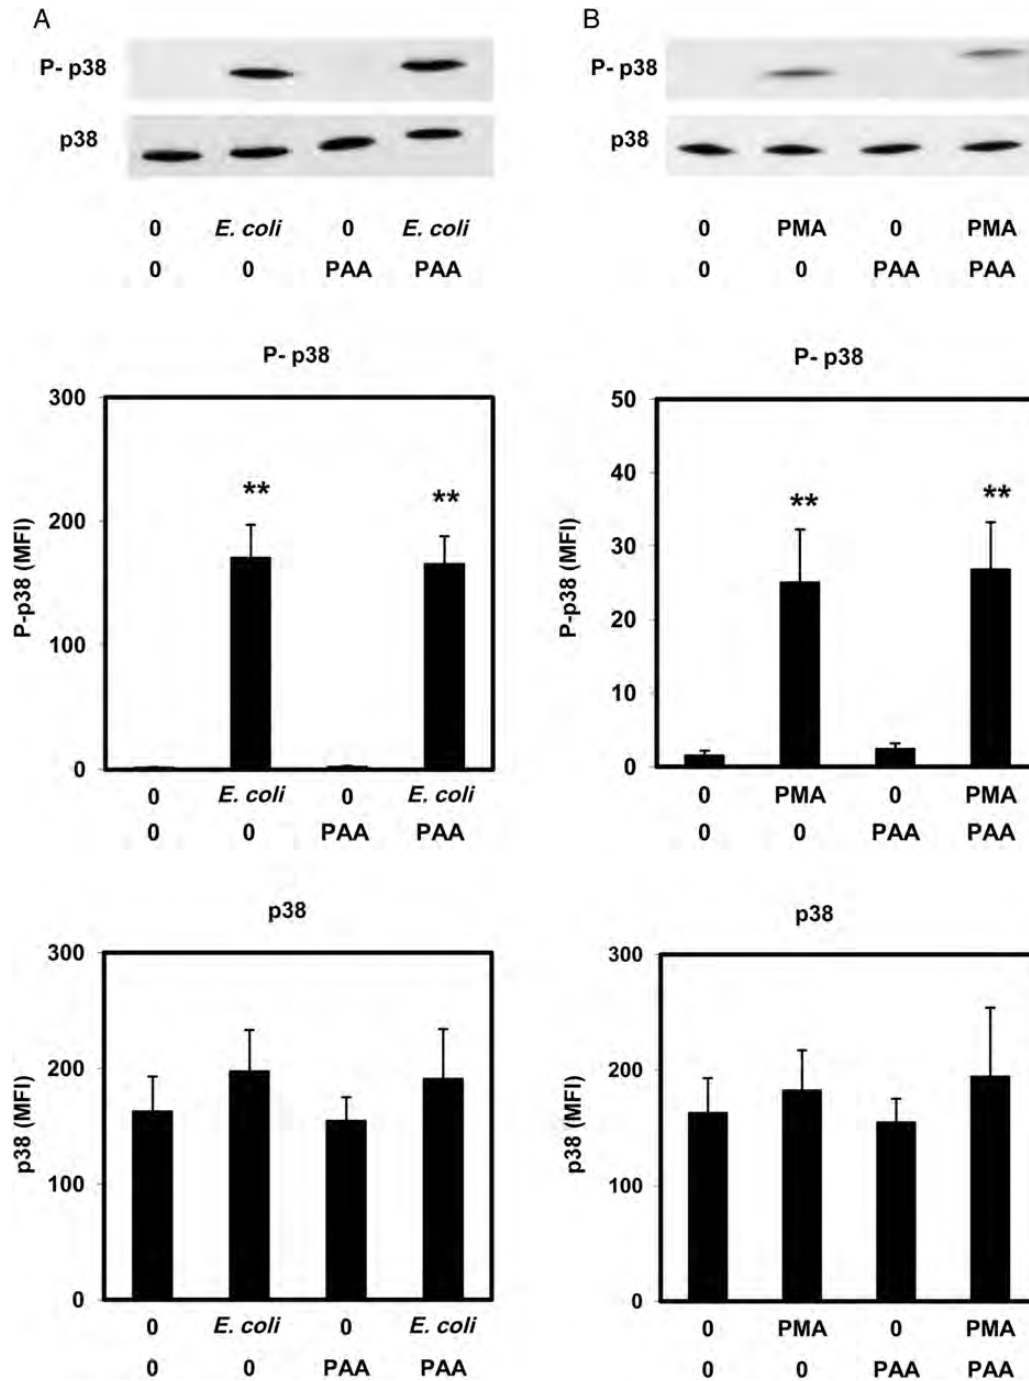 A
P- p38
p38
0 E. coli 0 E. coli
0 0 PAA PAA
P- p38
300
200
100
0
P-p38 (MFI)
** **
0 E. coli 0 E. coli
0 0 PAA PAA
p38
300
200
100
0
p38 (MFI)
0 E. coli 0 E. coli
0 0 PAA PAA
B
P- p38
p38
0 PMA 0 PMA
0 0 PAA PAA
P- p38
50
40
30
20
10
0
P-p38 (MFI)
** **
0 PMA 0 PMA
0 0 PAA PAA
p38
300
200
100
0
p38 (MFI)
0 PMA 0 PMA
0 0 PAA PAA